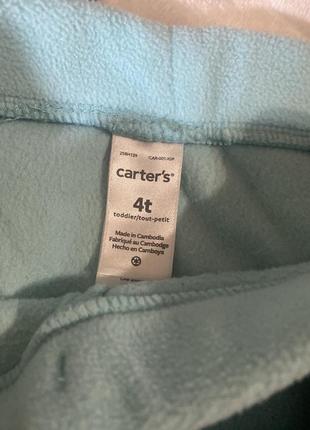 carter's®
4t
toddler/tout-petit
Made in Cambodia
Fabriqué au Cambodge
Hecho en Camboya